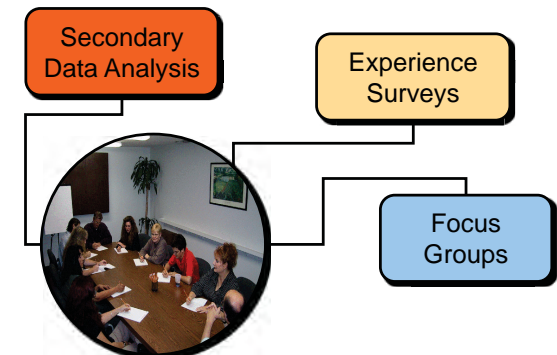 Secondary
Data Analysis
Experience
Surveys
Focus
Groups